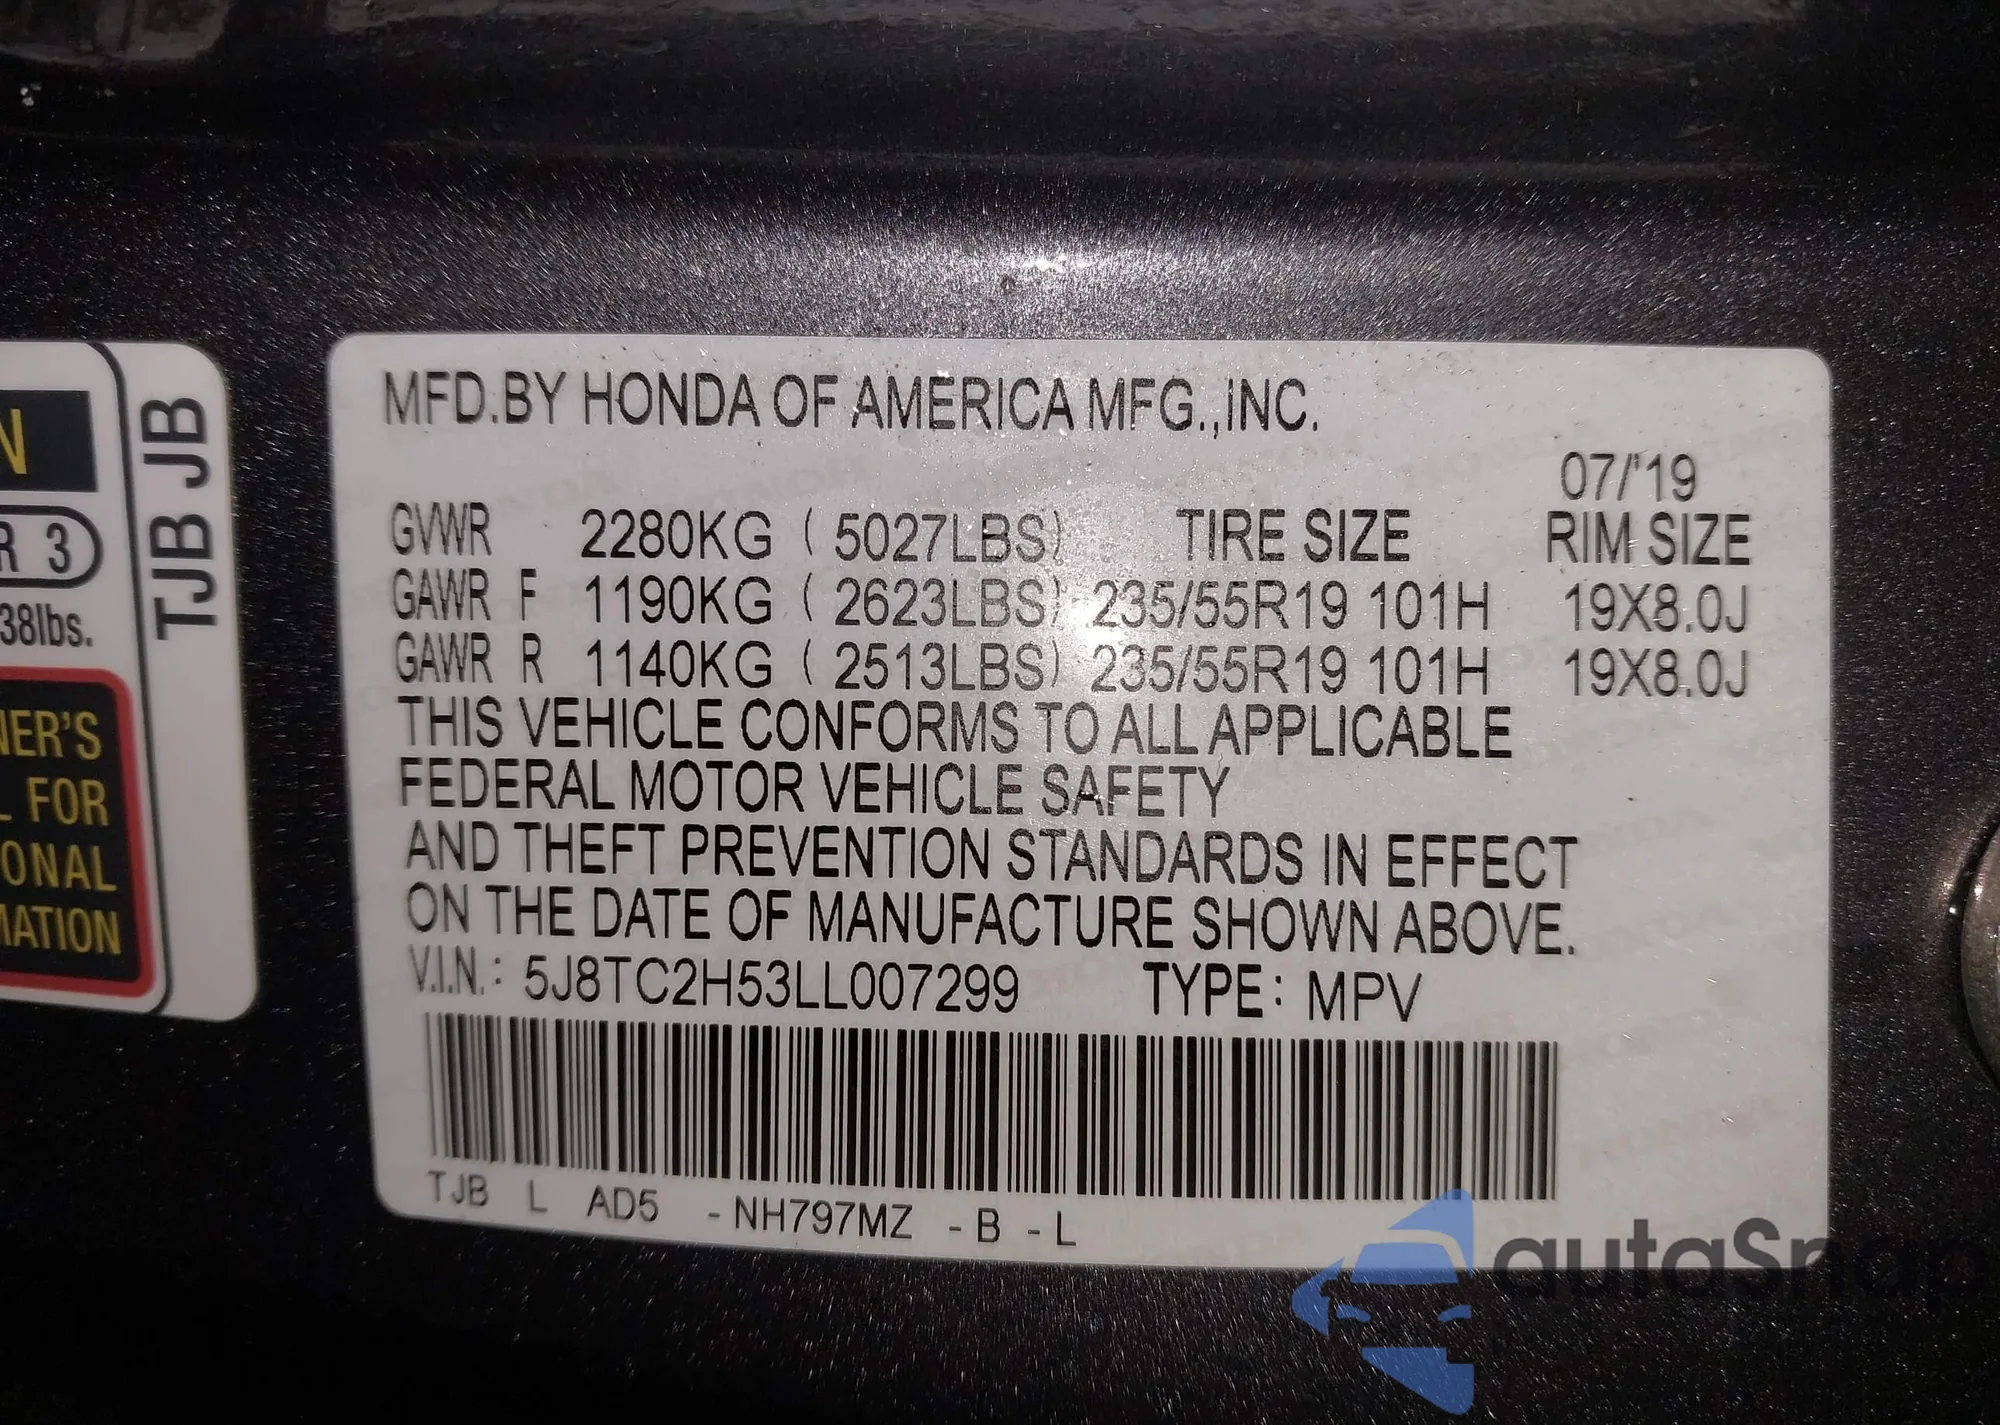 MFD.BY HONDA OF AMERICA MFG.,INC.
07/'19
GVWR 2280KG ( 5027LBS) TIRE SIZE RIM SIZE
GAWR F 1190KG ( 2623LBS) 235/55R19 101H 19X8.0J
GAWR R 1140KG ( 2513LBS) 235/55R19 101H 19X8.0J
THIS VEHICLE CONFORMS TO ALL APPLICABLE
FEDERAL MOTOR VEHICLE SAFETY
AND THEFT PREVENTION STANDARDS IN EFFECT
ON THE DATE OF MANUFACTURE SHOWN ABOVE.
V.I.N.: 5J8TC2H53LL007299 TYPE: MPV
TJB L AD5 -NH797MZ -B -L
N
R 3
38lbs.
NER'S
L FOR
ONAL
MATION
TJB JB
autaSnap